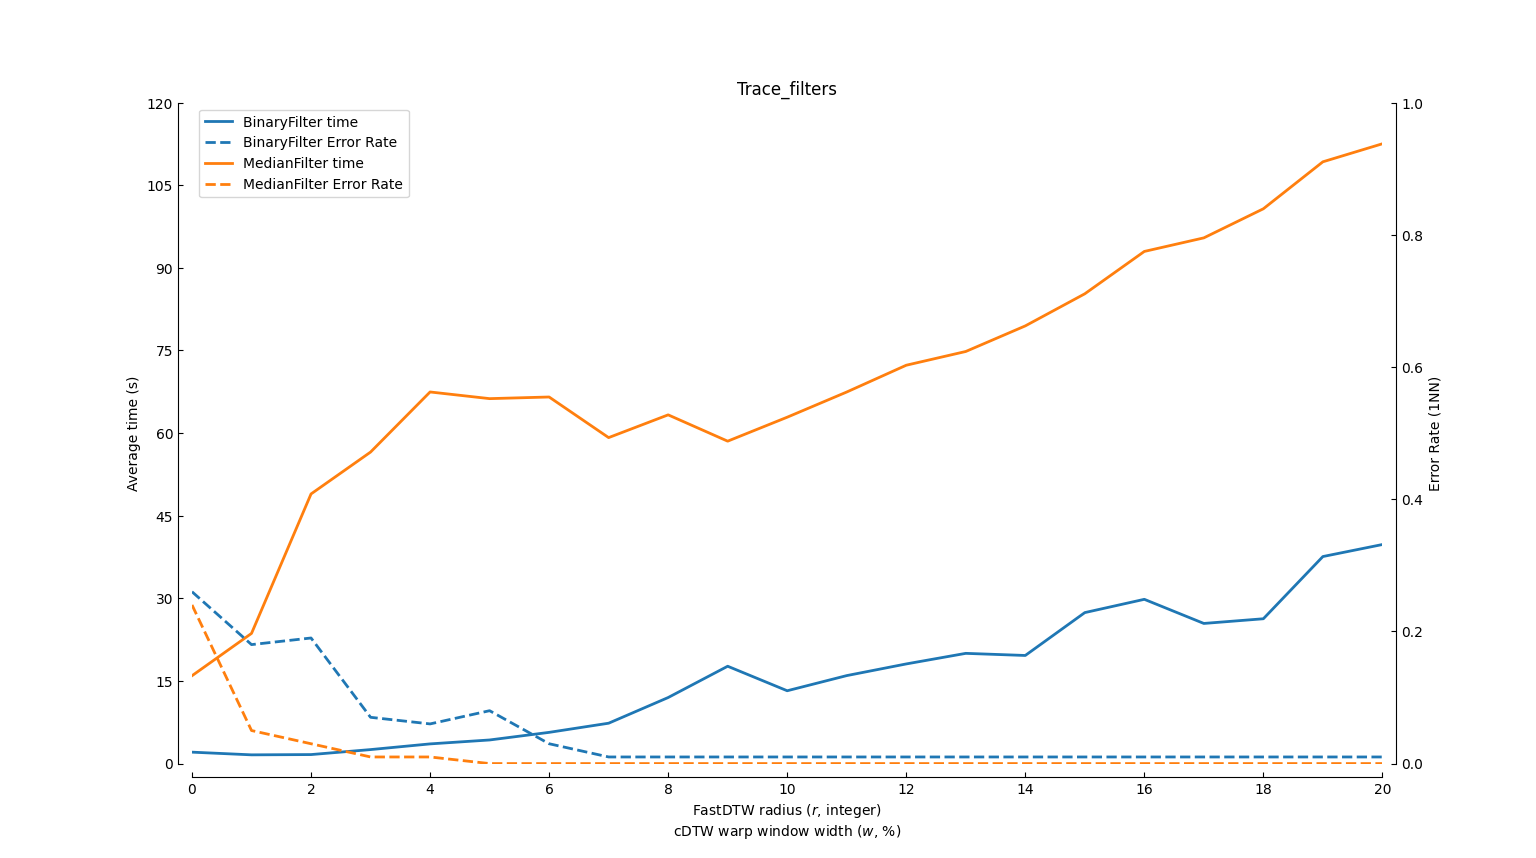 Trace_filters
BinaryFilter time
BinaryFilter Error Rate
MedianFilter time
MedianFilter Error Rate
120
105
90
75
60
45
30
15
0
Average time (s)
1.0
0.8
0.6
0.4
0.2
0.0
Error Rate (1NN)
0 2 4 6 8 10 12 14 16 18 20
FastDTW radius (r, integer)
cDTW warp window width (w, %)